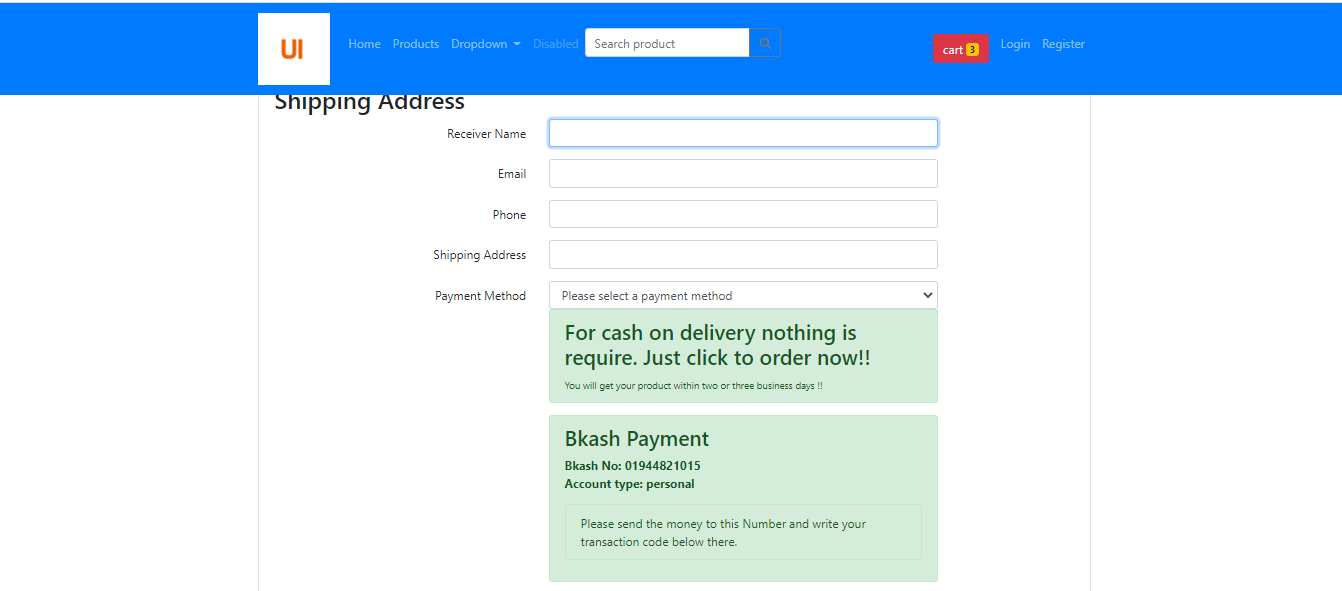 UI
Home Products Dropdown Disabled Search product cart 3 Login Register
Shipping Address
Receiver Name
Email
Phone
Shipping Address
Payment Method Please select a payment method
For cash on delivery nothing is
require. Just click to order now!!
You will get your product within two or three business days !!
Bkash Payment
Bkash No: 01944821015
Account type: personal
Please send the money to this Number and write your
transaction code below there.